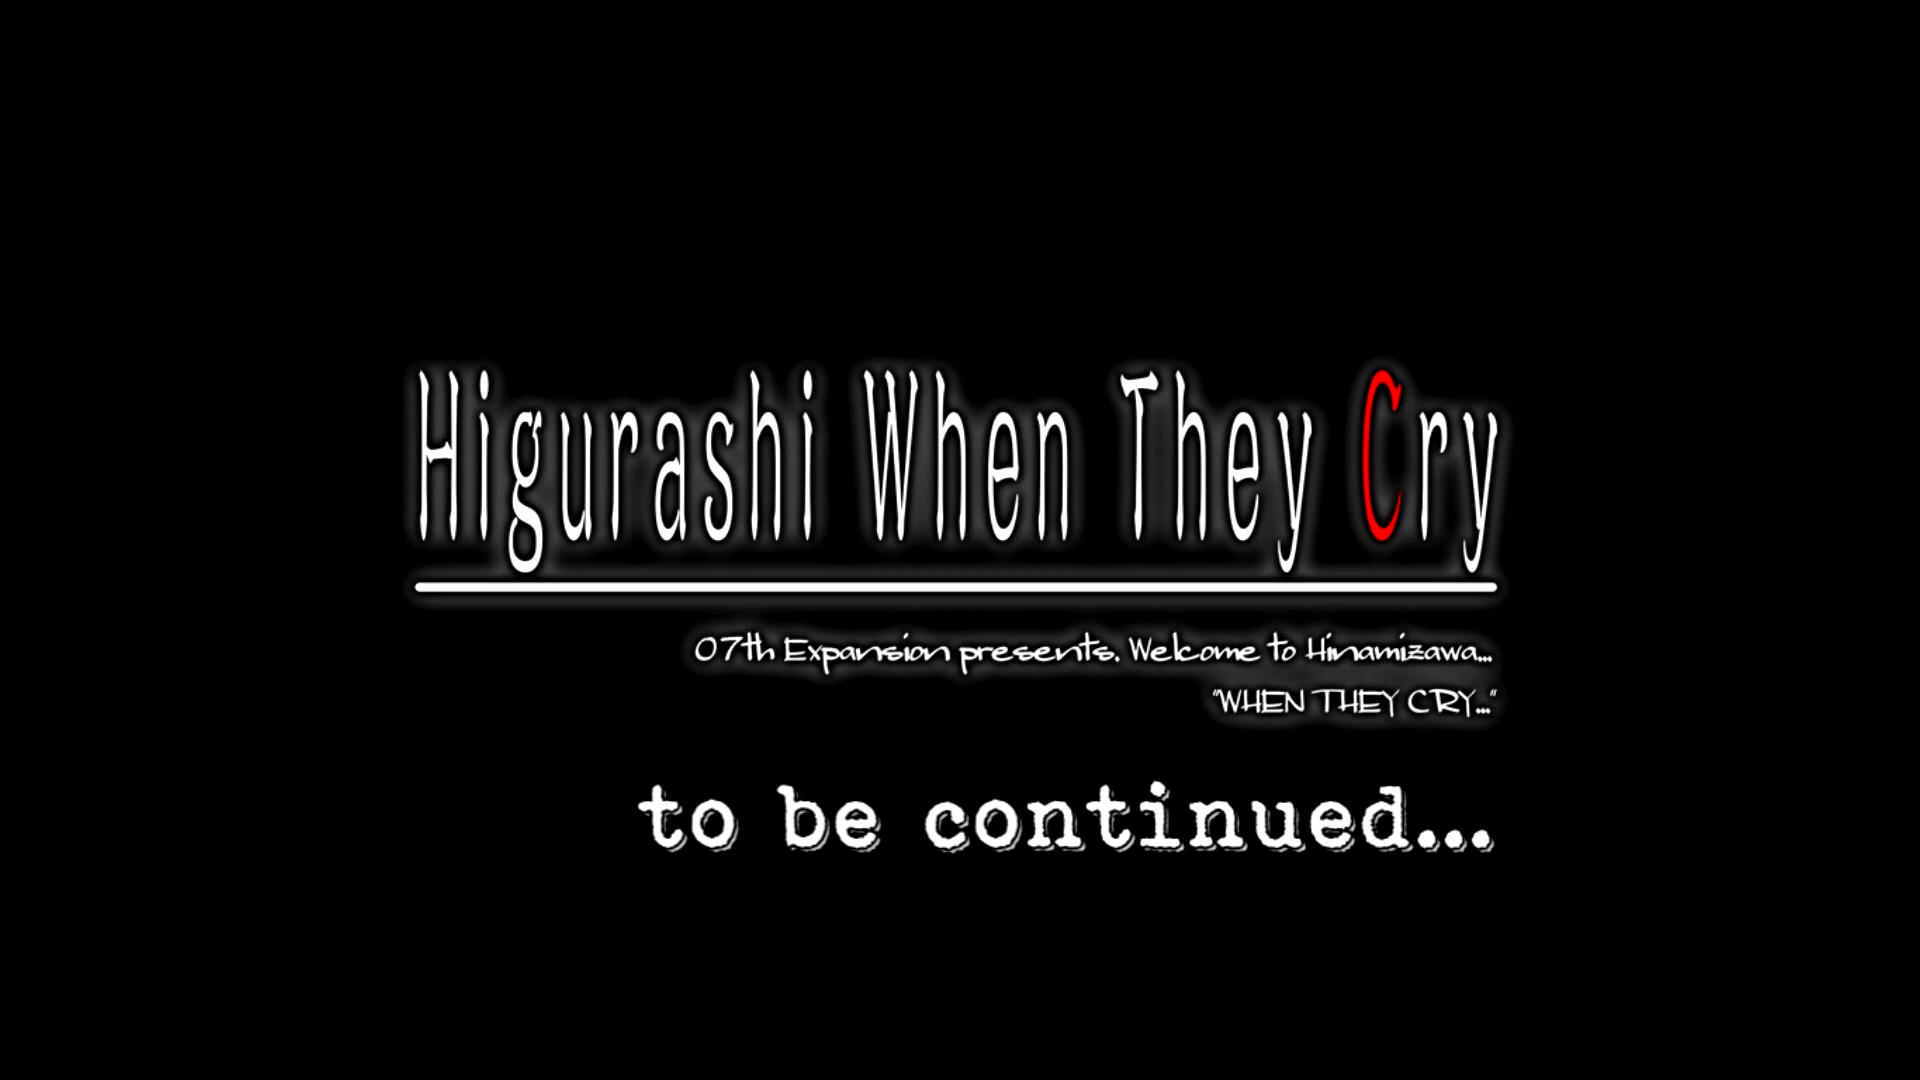 Higurashi When They Cry
07th Expansion presents. Welcome to Hinamizawa...
"WHEN THEY CRY..."
to be continued...